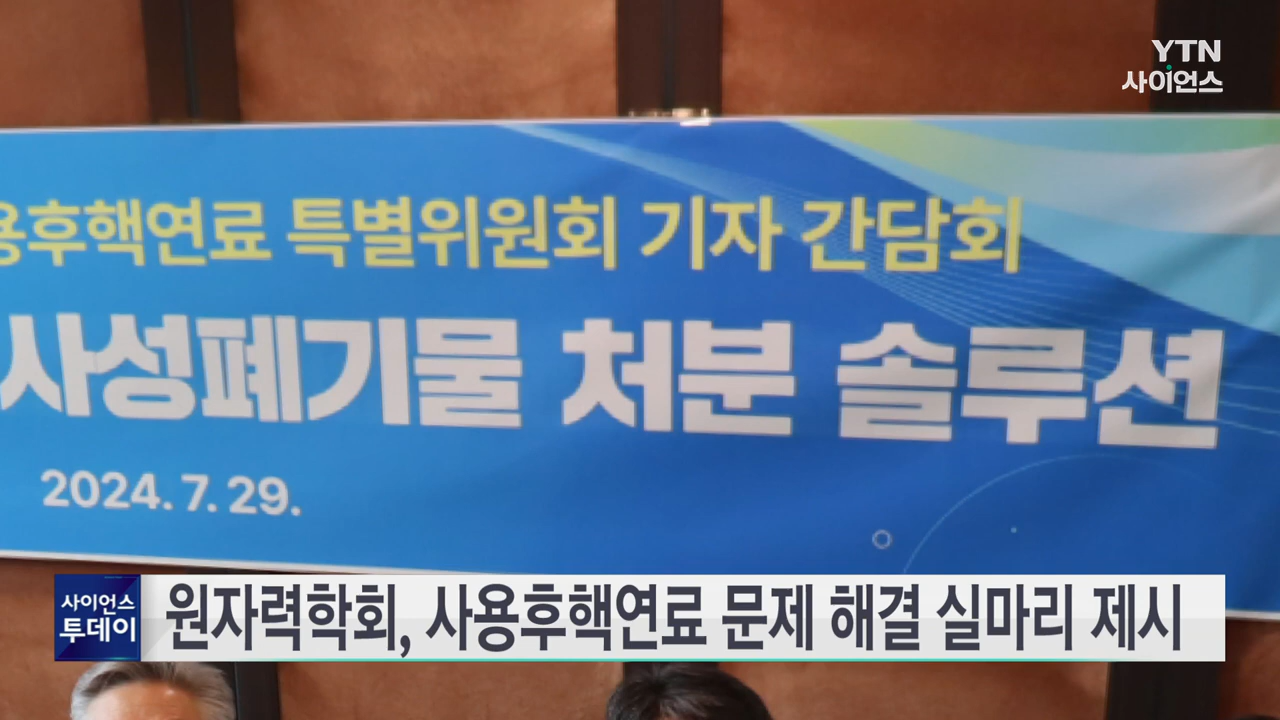 YTN
사이언스
용후핵연료 특별위원회 기자 간담회
사성폐기물 처분 솔루션
2024. 7. 29.
사이언스
투데이
원자력학회, 사용후핵연료 문제 해결 실마리 제시